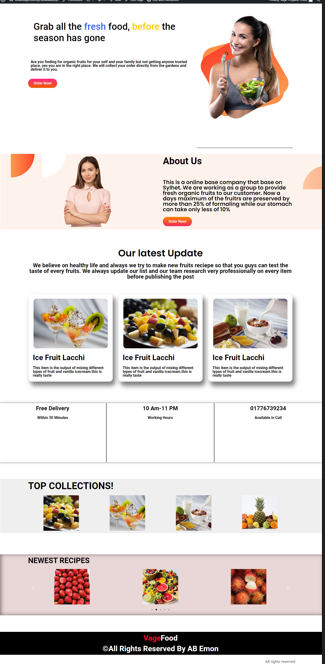 Grab all the fresh food, before the
season has gone
Are you finding for organic fruits for your self and your family but not getting anyone trusted
place, yes you are in the right place. We will collect your order directly from the gardens and
deliver it to you.
Order Now!
About Us
This is a online base company that base on
Sylhet. We are working as a group to provide
fresh organic fruits to our customer. Now a
days maximum of the fruits are preserved by
more than 25% of formaling while our stomach
can take only less of 10%
Order Now!
Our latest Update
We believe on healthy life and always we try to make new fruits reciepe so that you guys can test the
taste of every fruits. We always update our list and our team research very professionally on every item
before publishing the post
Ice Fruit Lacchi
This item is the output of mixing different
types of fruit and vanilla icecream this is
really taste
Ice Fruit Lacchi
This item is the output of mixing different
types of fruit and vanilla icecream this is
really taste
Ice Fruit Lacchi
This item is the output of mixing different
types of fruit and vanilla icecream this is
really taste
Free Delivery
Within 30 Minutes
10 Am-11 PM
Working Hours
01776739234
Available in Call
TOP COLLECTIONS!
NEWEST RECIPES
VageFood
©All Rights Reserved By AB Emon
All rights reserved